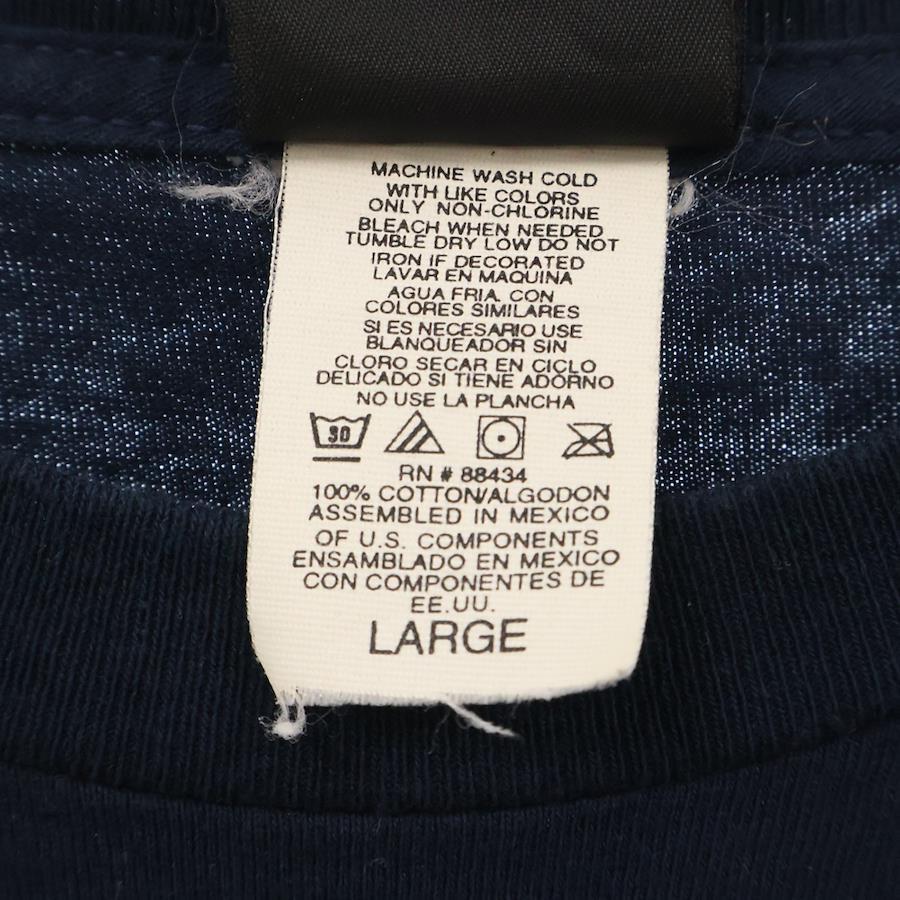 MACHINE WASH COLD
WITH LIKE COLORS
ONLY NON-CHLORINE
BLEACH WHEN NEEDED
TUMBLE DRY LOW DO NOT
IRON IF DECORATED
LAVAR EN MAQUINA
AGUA FRIA. CON
COLORES SIMILARES
SI ES NECESARIO USE
BLANQUEADOR SIN
CLORO SECAR EN CICLO
DELICADO SI TIENE ADORNO
NO USE LA PLANCHA
30
RN # 88434
100% COTTON/ALGODON
ASSEMBLED IN MEXICO
OF U.S. COMPONENTS
ENSAMBLADO EN MEXICO
CON COMPONENTES DE
EE.UU.
LARGE